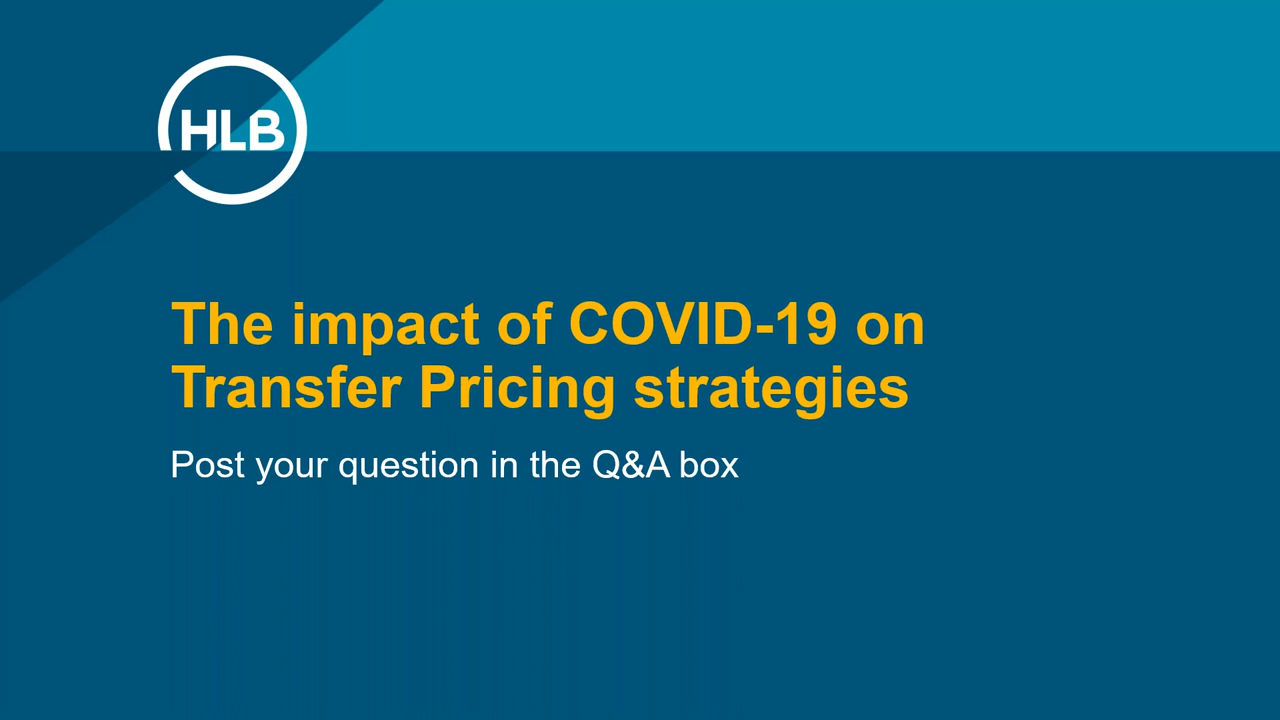 HLB
The impact of COVID-19 on
Transfer Pricing strategies
Post your question in the Q&A box